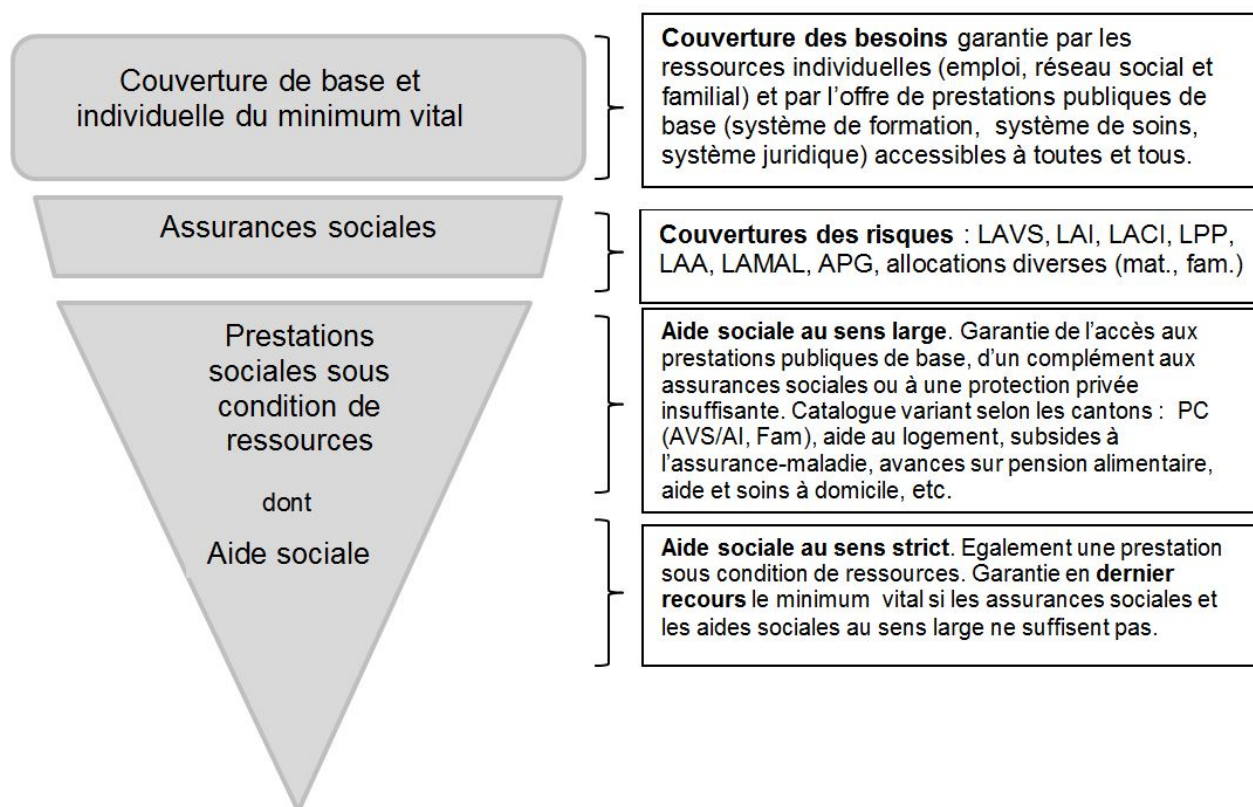 Couverture de base et
individuelle du minimum vital
Couverture des besoins garantie par les
ressources individuelles (emploi, réseau social et
familial) et par l'offre de prestations publiques de
base (système de formation, système de soins,
système juridique) accessibles à toutes et tous.
Assurances sociales
Couvertures des risques : LAVS, LAI, LACI, LPP,
LAA, LAMAL, APG, allocations diverses (mat., fam.)
Prestations
sociales sous
condition de
ressources
dont
Aide sociale
Aide sociale au sens large. Garantie de l'accès aux
prestations publiques de base, d'un complément aux
assurances sociales ou à une protection privée
insuffisante. Catalogue variant selon les cantons : PC
(AVS/AI, Fam), aide au logement, subsides à
l'assurance-maladie, avances sur pension alimentaire,
aide et soins à domicile, etc.
Aide sociale au sens strict. Egalement une prestation
sous condition de ressources. Garantie en dernier
recours le minimum vital si les assurances sociales et
les aides sociales au sens large ne suffisent pas.